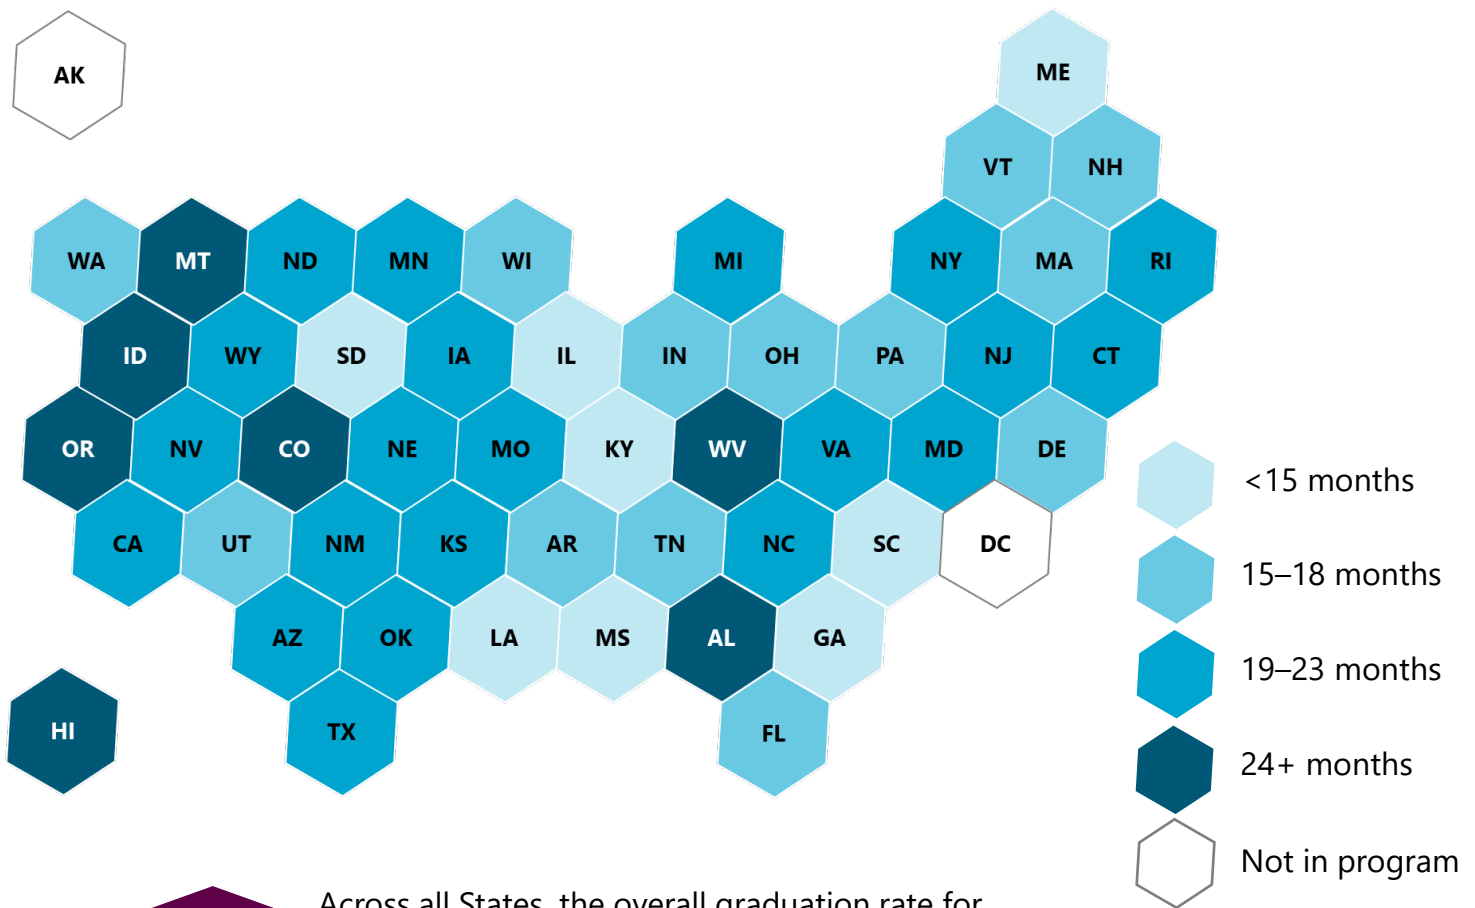 AK
ME
VT NH
WA MT ND MN WI MI NY MA RI
ID WY SD IA IL IN OH PA NJ CT
OR NV CO NE MO KY WV VA MD DE
CA UT NM KS AR TN NC SC DC
AZ OK LA MS AL GA
HI TX FL
<15 months
15–18 months
19–23 months
24+ months
Not in program
Across all States, the overall graduation rate for